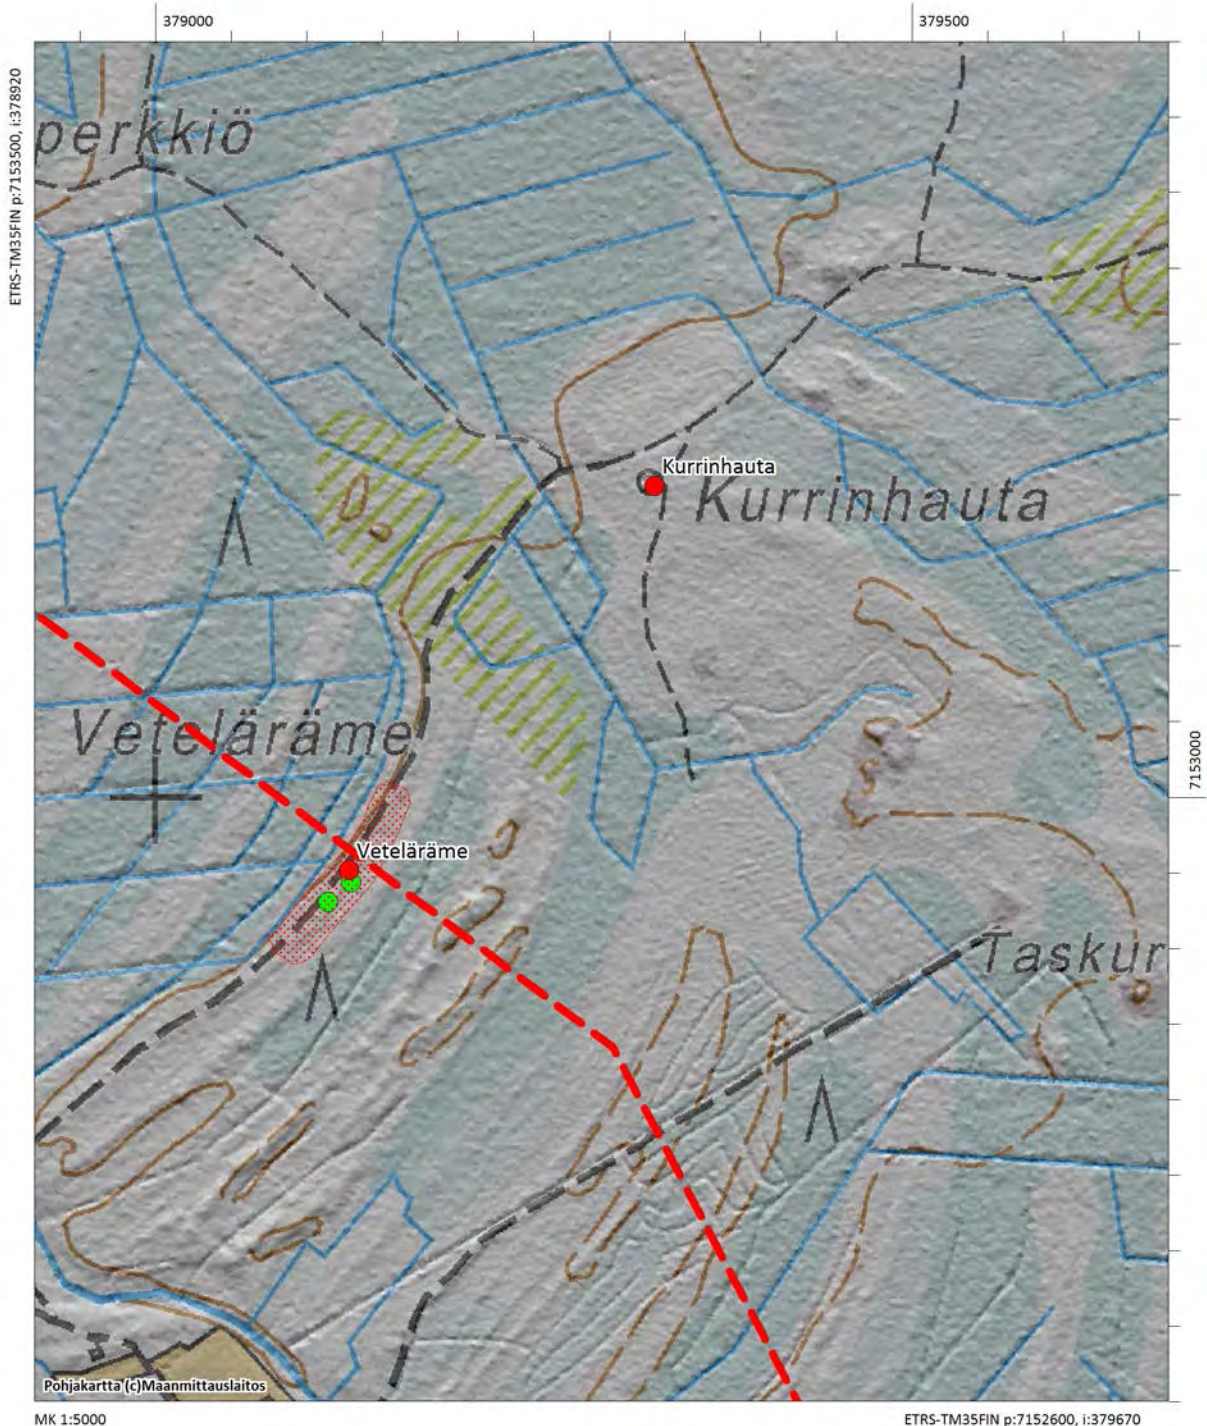 379000
379500
ETRS-TM35FIN p:7153500, i:378920
perkkiö
Kurrinhauta
Kurrinhauta
Veteläräme
7153000
Veteläräme
Taskur
Pohjakartta (c)Maanmittauslaitos
MK 1:5000
ETRS-TM35FIN p:7152600, i:379670